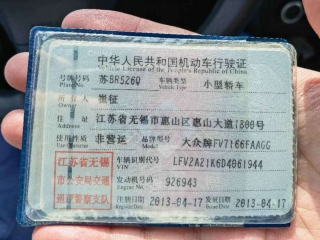 中华人民共和国机动车行驶证
Vehicle License of the People's Republic of China
号牌号码 苏BR526Q 车辆类型 小型轿车
Plate No. Vehicle Type
所有人 崔征
住址 江苏省无锡市惠山区惠山大道1800号
使用性质 非营运 品牌型号 大众牌FV7166FAAGG
江苏省无锡 车辆识别代号 LFV2A21K6D4061944
市公安局交通 发动机号码 926943
Engine No.
巡逻警察支队 注册日期 2013-04-17 发证日期 2013-04-17